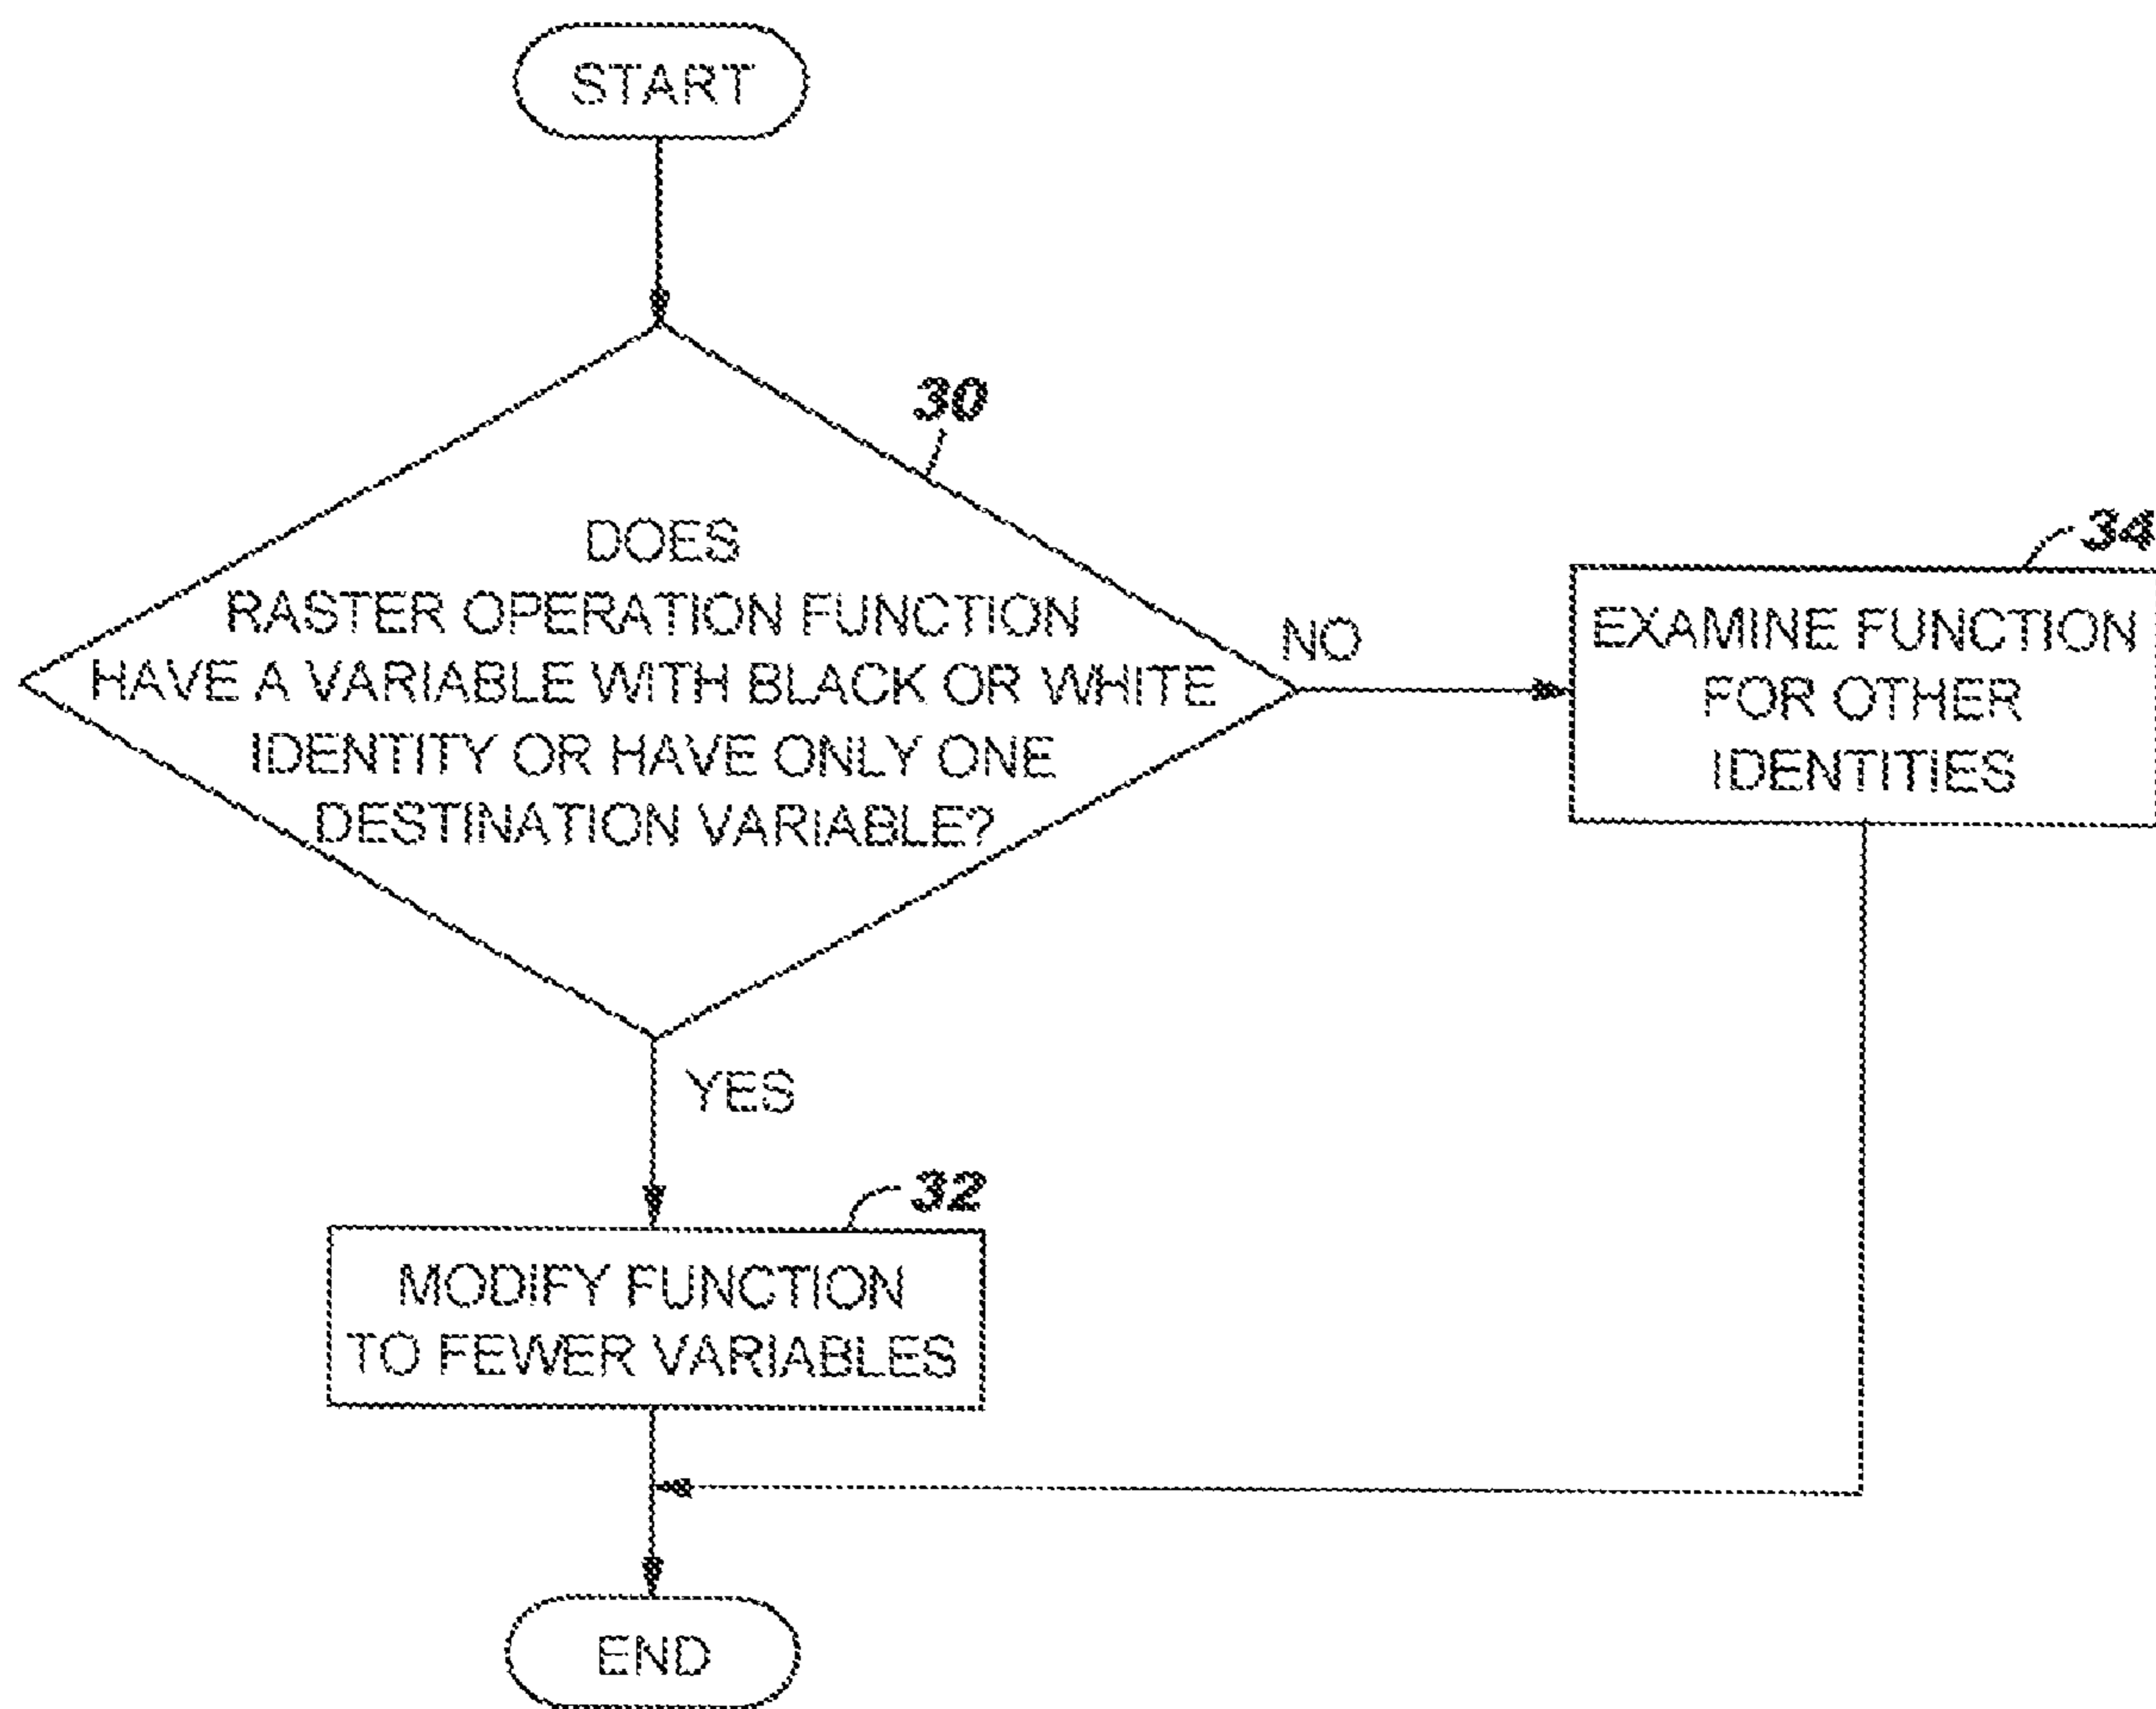 START
30
DOES
RASTER OPERATION FUNCTION
HAVE A VARIABLE WITH BLACK OR WHITE
IDENTITY OR HAVE ONLY ONE
DESTINATION VARIABLE?
NO
34
EXAMINE FUNCTION
FOR OTHER
IDENTITIES
YES
32
MODIFY FUNCTION
TO FEWER VARIABLES
END